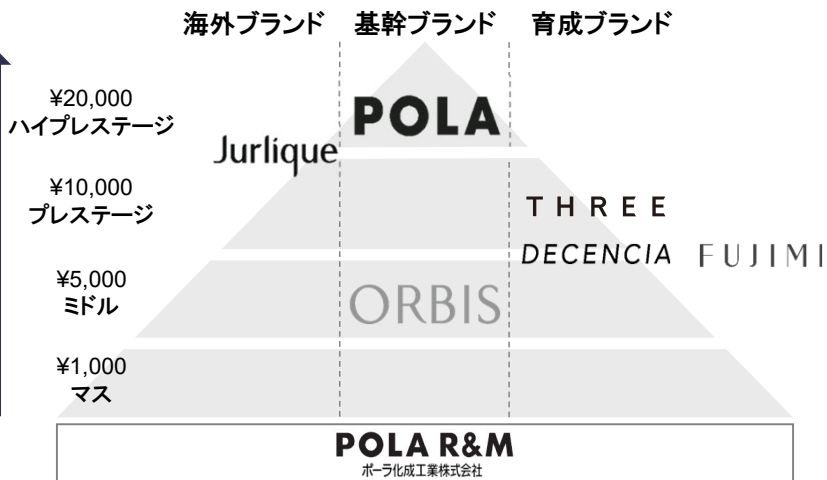 海外ブランド 基幹ブランド 育成ブランド
¥20,000
ハイプレステージ
POLA
Jurlique
¥10,000
プレステージ
THREE
DECENCIA FUJIMI
¥5,000
ミドル
ORBIS
¥1,000
マス
POLA R&M
ポーラ化成工業株式会社